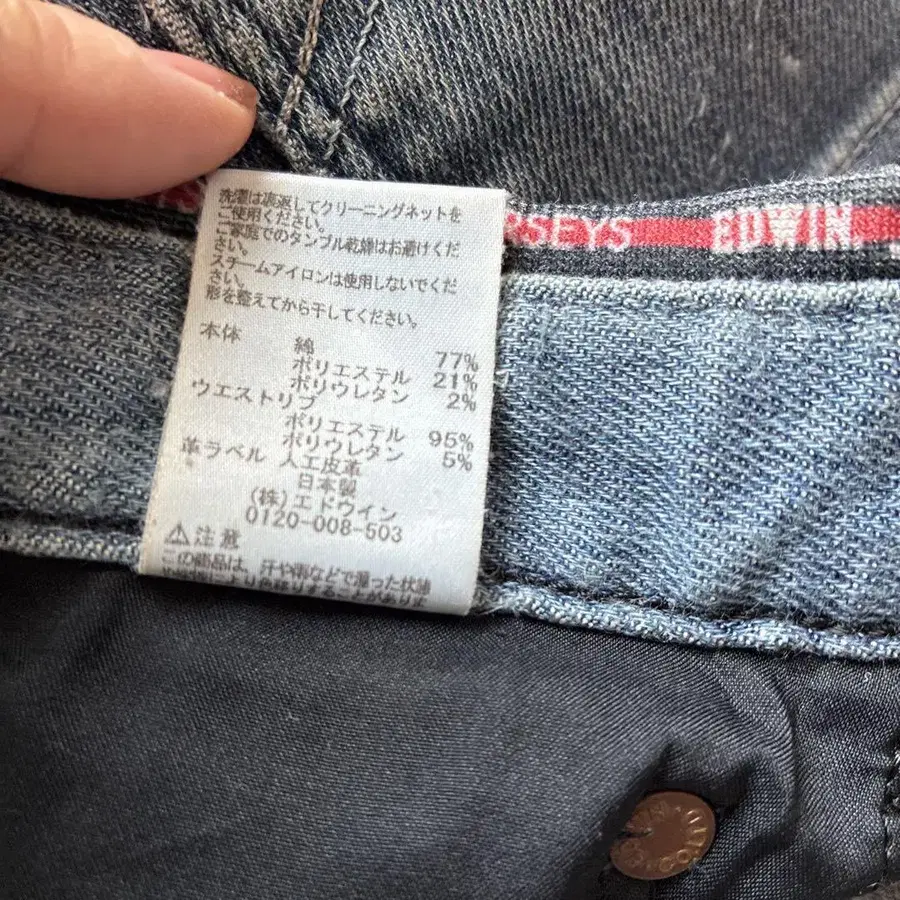 洗濯は裏返してクリーニングネットを
ご使用ください。
ご家庭でのタンブル乾燥はお避けくだ
さい。
スチームアイロンは使用しないでくだ
さい。
形を整えてから干してください。
本体 綿 77%
ポリエステル 21%
ポリウレタン 2%
ウエストリブ
ポリエステル 95%
ポリウレタン 5%
革ラベル 人工皮革
日本製
(株)エドウイン
0120-008-503
⚠注意
この商品は、汗や雨などで湿った状態
RSEYS EDWIN